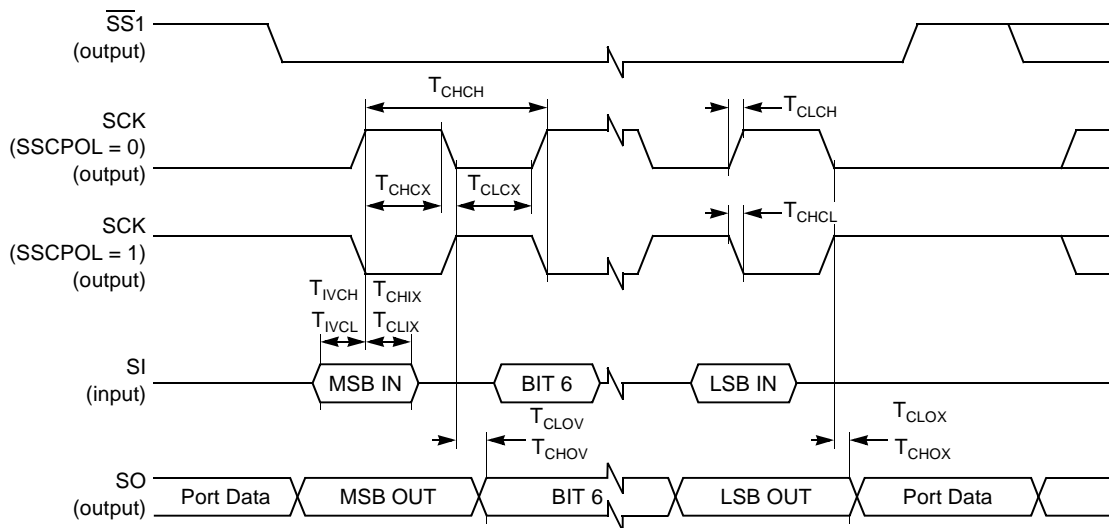 S̅S̅1
(output)
T_CHCH
T_CLCH
SCK
(SSCPOL = 0)
(output)
T_CHCX
T_CLCX
T_CHCL
SCK
(SSCPOL = 1)
(output)
T_IVCH
T_CHIX
T_IVCL
T_CLIX
SI
(input)
MSB IN
BIT 6
LSB IN
T_CLOV
T_CHOV
T_CLOX
T_CHOX
SO
(output)
Port Data
MSB OUT
BIT 6
LSB OUT
Port Data